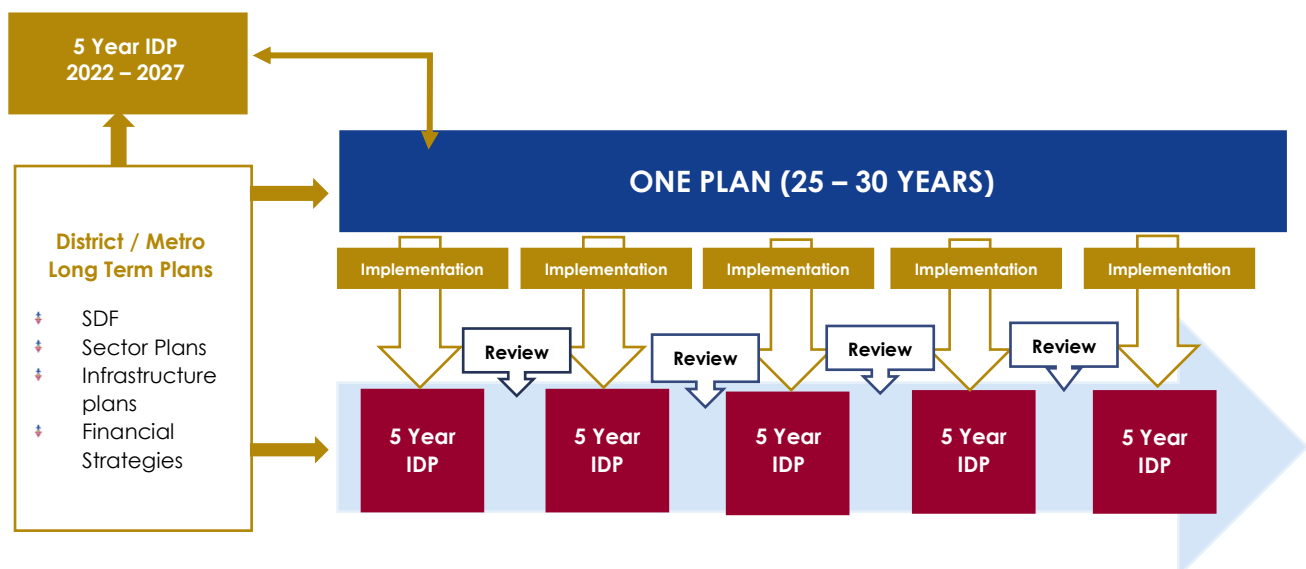 5 Year IDP
2022 – 2027
ONE PLAN (25 – 30 YEARS)
District / Metro
Long Term Plans
SDF
Sector Plans
Infrastructure
plans
Financial
Strategies
Implementation
Implementation
Implementation
Implementation
Implementation
Review
Review
Review
Review
5 Year
IDP
5 Year
IDP
5 Year
IDP
5 Year
IDP
5 Year
IDP